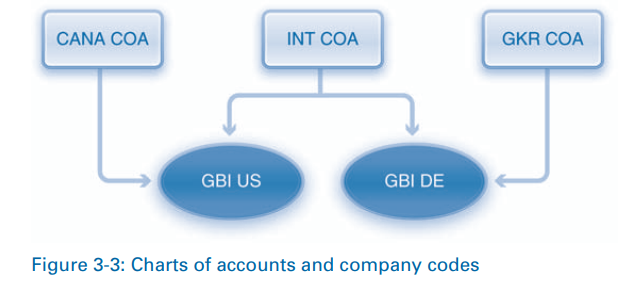 CANA COA
INT COA
GKR COA
GBI US
GBI DE
Figure 3-3: Charts of accounts and company codes